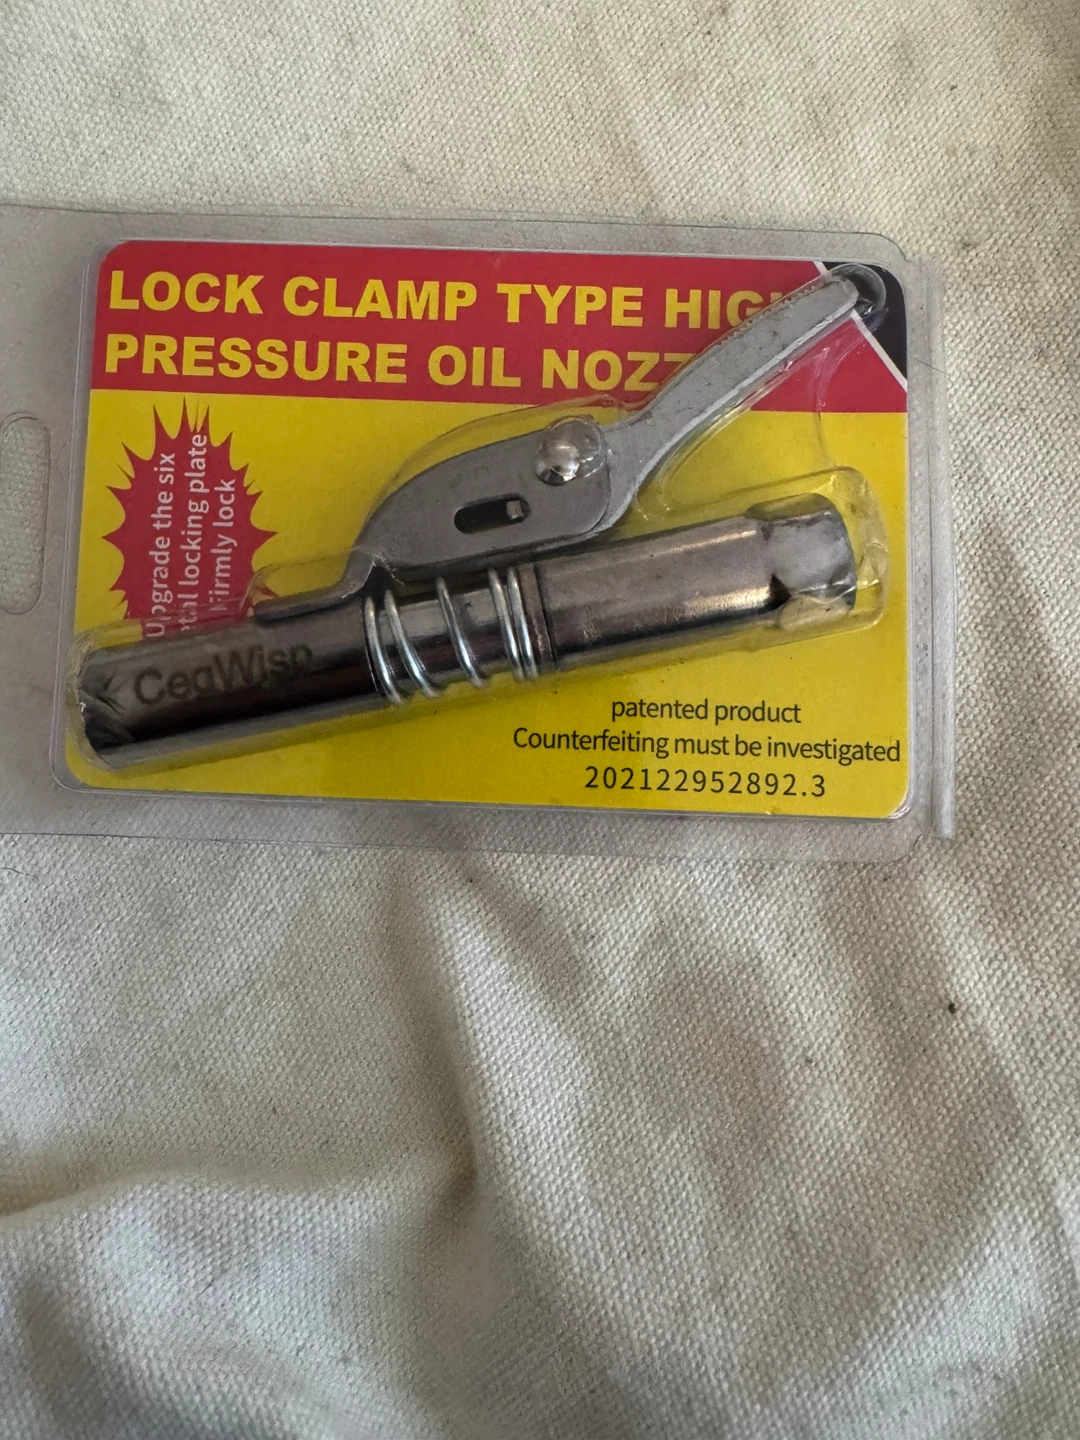 LOCK CLAMP TYPE HIG
PRESSURE OIL NOZZ
Upgrade the six
etal locking plate
Firmly lock
CeaWisp
patented product
Counterfeiting must be investigated
202122952892.3